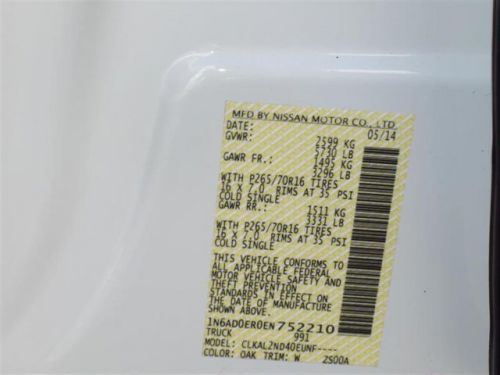 MFD BY NISSAN MOTOR CO., LTD
DATE: 05/14
GVWR: 2599 KG
5730 LB
GAWR FR.: 1495 KG
3296 LB
WITH P265/70R16 TIRES
16 X 7.0 RIMS AT 35 PSI
COLD SINGLE
GAWR RR.: 1511 KG
3331 LB
WITH P265/70R16 TIRES
16 X 7.0 RIMS AT 35 PSI
COLD SINGLE
THIS VEHICLE CONFORMS TO
ALL APPLICABLE FEDERAL
MOTOR VEHICLE SAFETY AND
THEFT PREVENTION
STANDARDS IN EFFECT ON
THE DATE OF MANUFACTURE
SHOWN ABOVE.
1N6AD0ER0EN752210
TRUCK 991
MODEL: CLKAL2ND40EUNF----
COLOR: OAK TRIM: W 2S00A